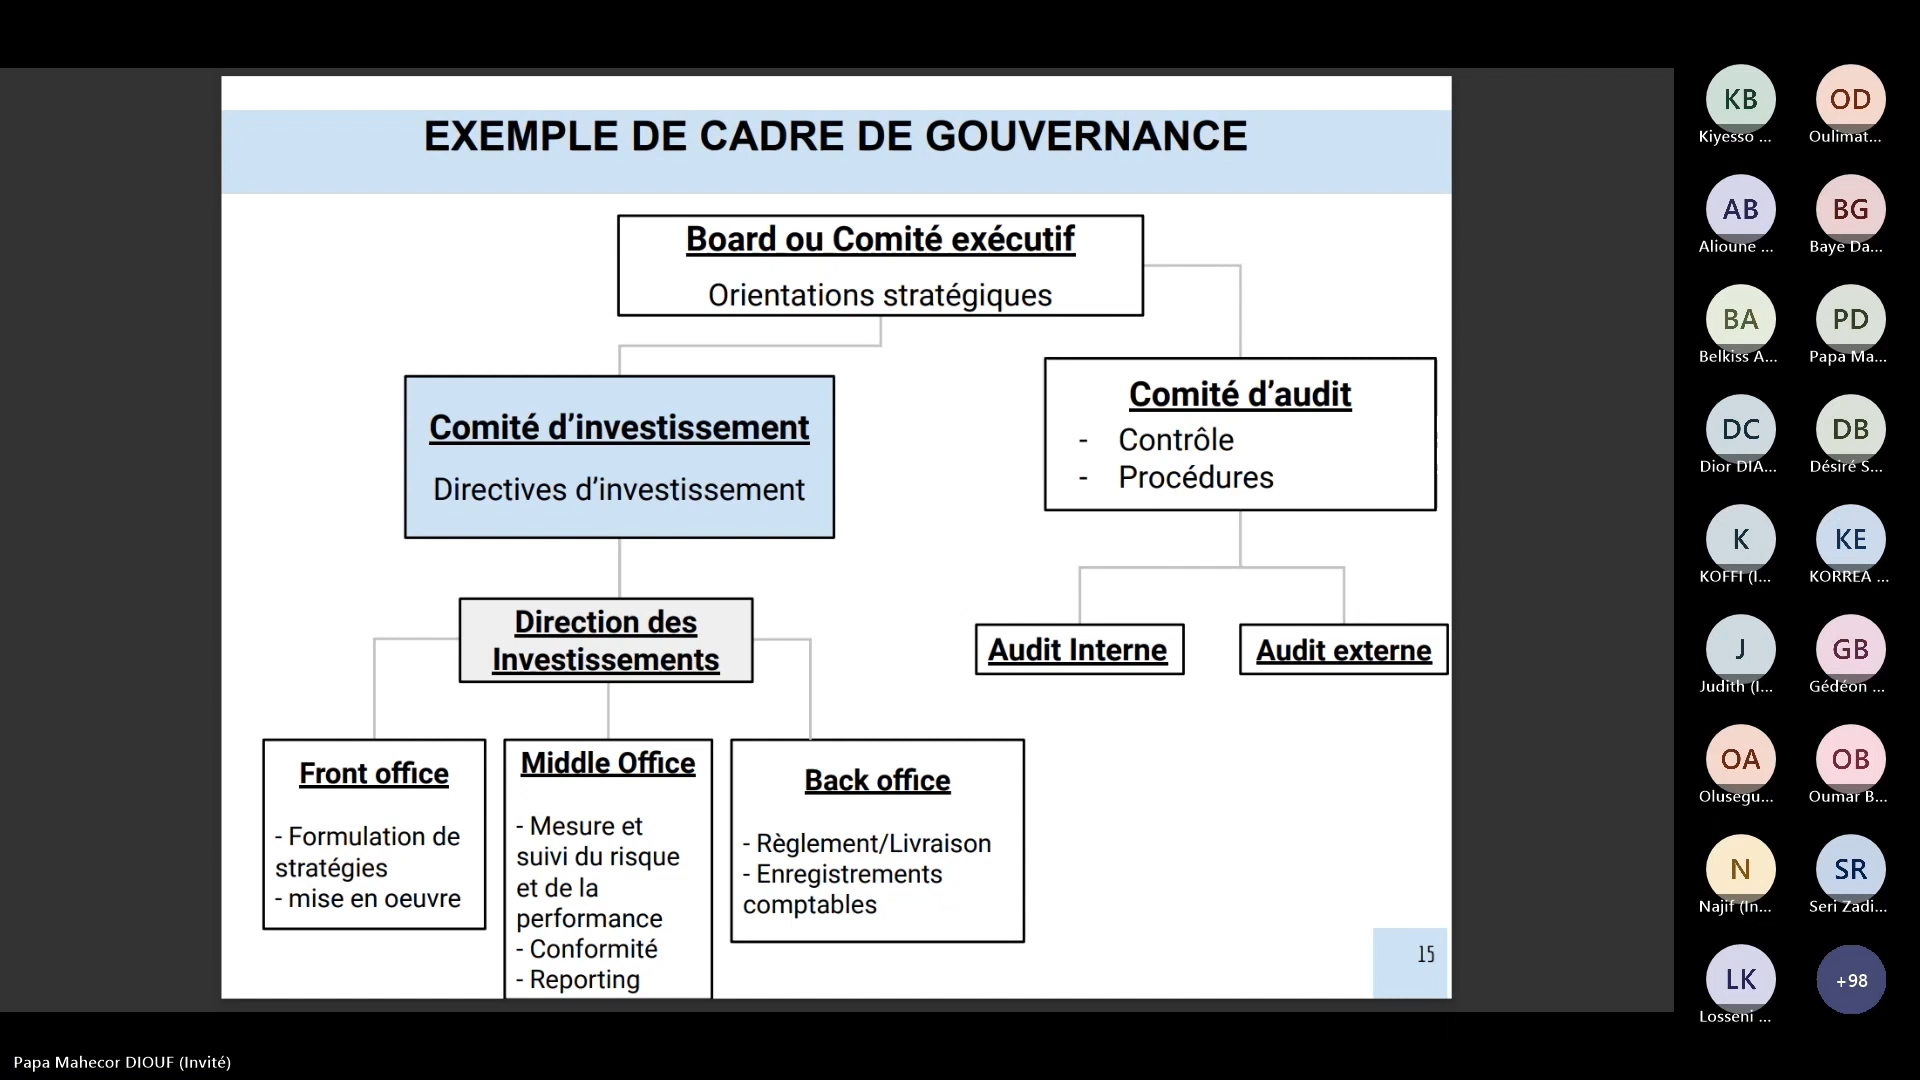 EXEMPLE DE CADRE DE GOUVERNANCE
Board ou Comité exécutif
Orientations stratégiques
Comité d’investissement
Directives d’investissement
Comité d’audit
- Contrôle
- Procédures
Direction des
Investissements
Audit Interne
Audit externe
Front office
- Formulation de
stratégies
- mise en oeuvre
Middle Office
- Mesure et
suivi du risque
et de la
performance
- Conformité
- Reporting
Back office
- Règlement/Livraison
- Enregistrements
comptables
15
KB
Kiyesso ...
OD
Oulimat...
AB
Alioune ...
BG
Baye Da...
BA
Belkiss A...
PD
Papa Ma...
DC
Dior DIA...
DB
Désiré S...
K
KOFFI (I...
KE
KORREA ...
J
Judith (I...
GB
Gédéon ...
OA
Olusegu...
OB
Oumar B...
N
Najif (In...
SR
Seri Zadi...
LK
Losseni ...
+98
Papa Mahecor DIOUF (Invité)